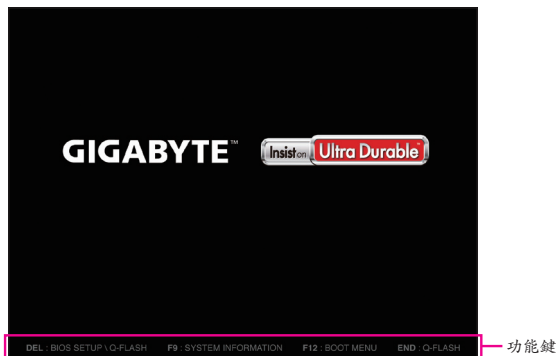 GIGABYTE™ Insist on Ultra Durable™
DEL : BIOS SETUP \ Q-FLASH F9 : SYSTEM INFORMATION F12 : BOOT MENU END : Q-FLASH
功能鍵